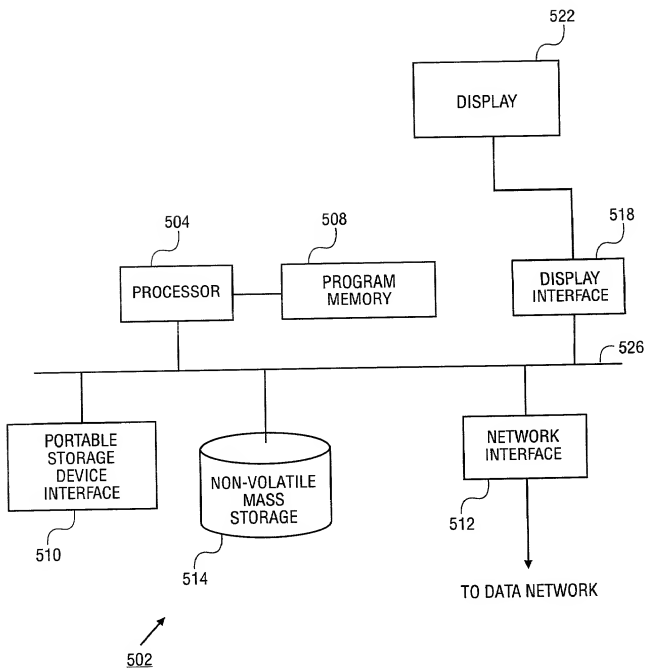 522
DISPLAY
504
508
518
PROCESSOR
PROGRAM
MEMORY
DISPLAY
INTERFACE
526
PORTABLE
STORAGE
DEVICE
INTERFACE
NON-VOLATILE
MASS
STORAGE
NETWORK
INTERFACE
510
514
512
TO DATA NETWORK
502